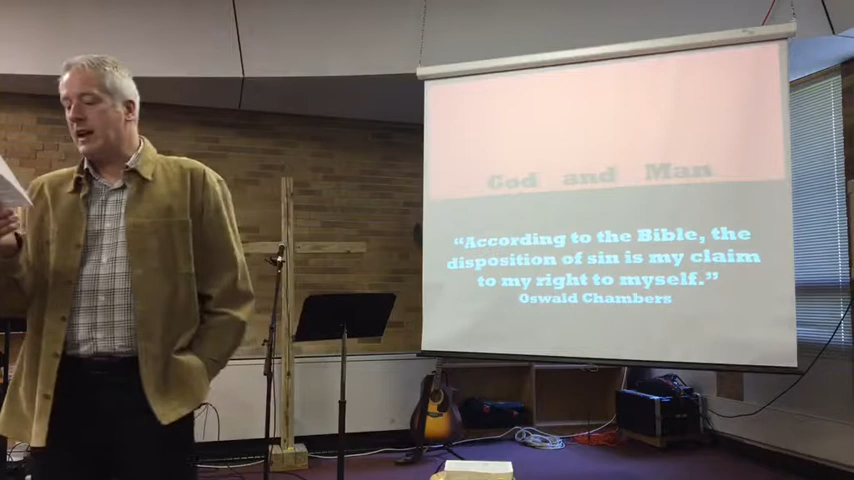 God and Man
“According to the Bible, the
disposition of sin is my claim
to my right to myself.”
Oswald Chambers